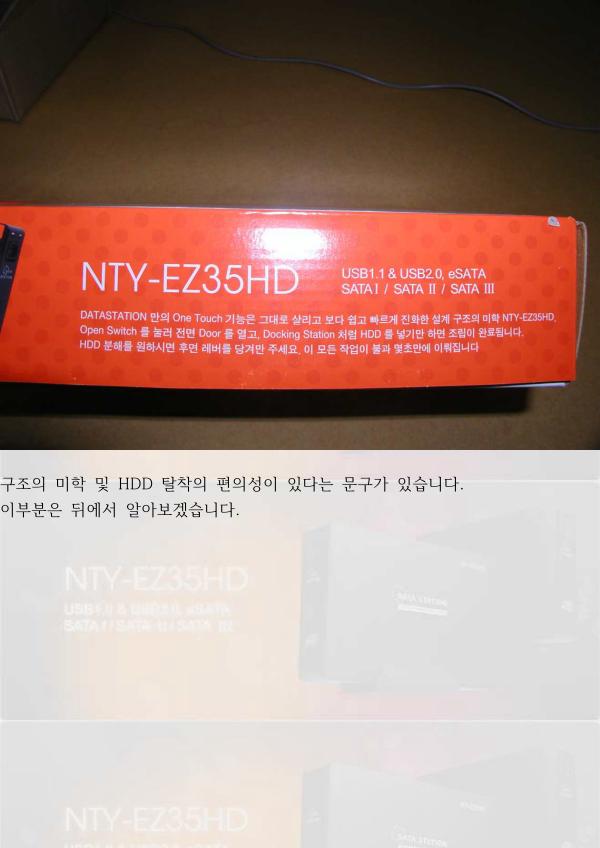 NTY-EZ35HD
USB1.1 & USB2.0, eSATA
SATA I / SATA II / SATA III
DATASTATION 만의 One Touch 기능은 그대로 살리고 보다 쉽고 빠르게 진화한 설계 구조의 미학 NTY-EZ35HD,
Open Switch 를 눌러 전면 Door 를 열고, Docking Station 처럼 HDD 를 넣기만 하면 조립이 완료됩니다.
HDD 분해를 원하시면 후면 레버를 당겨만 주세요. 이 모든 작업이 불과 몇초만에 이뤄집니다
구조의 미학 및 HDD 탈착의 편의성이 있다는 문구가 있습니다.
이부분은 뒤에서 알아보겠습니다.
NTY-EZ35HD
USB1.1 & USB2.0, eSATA
SATA I / SATA II / SATA III
DATA STATION
NTY-EZ35HD
DATA STATION